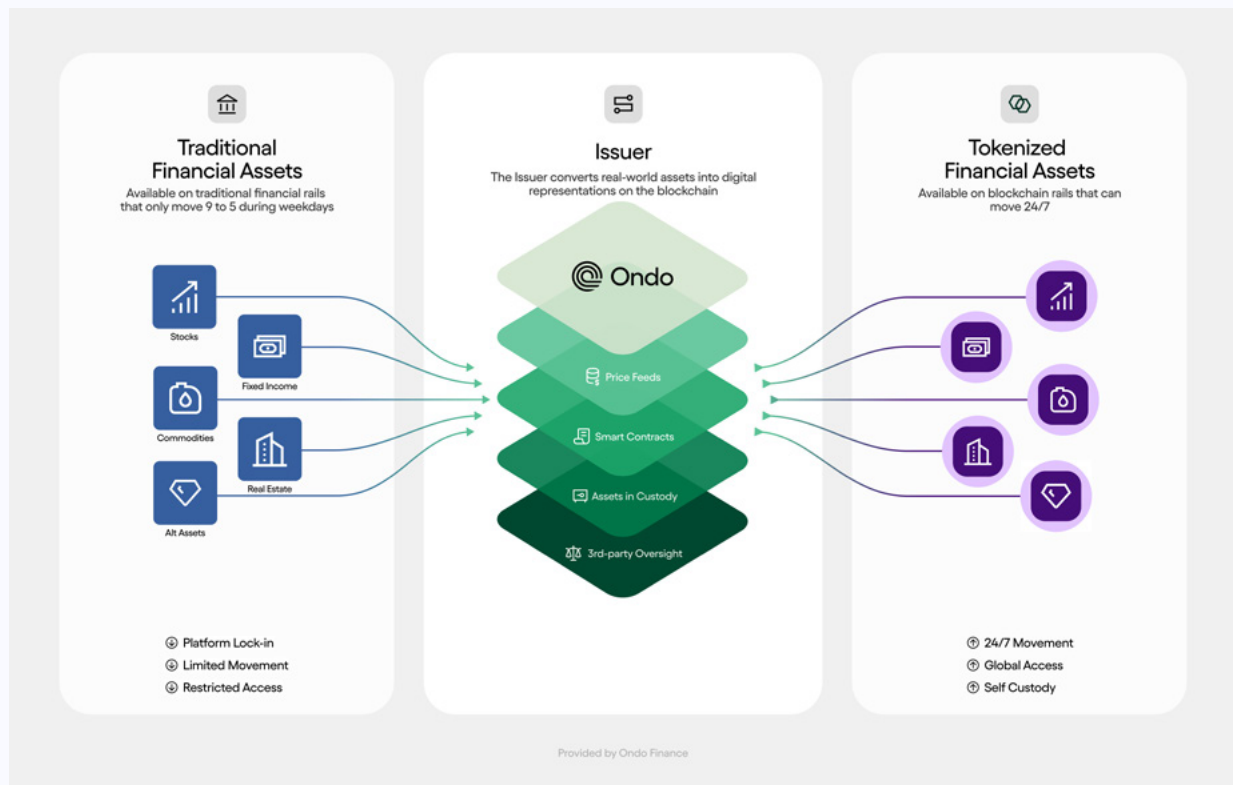 Traditional
Financial Assets
Available on traditional financial rails
that only move 9 to 5 during weekdays
Stocks
Fixed Income
Commodities
Real Estate
Alt Assets
Platform Lock-in
Limited Movement
Restricted Access
Issuer
The Issuer converts real-world assets into digital
representations on the blockchain
Ondo
Price Feeds
Smart Contracts
Assets in Custody
3rd-party Oversight
Tokenized
Financial Assets
Available on blockchain rails that can
move 24/7
24/7 Movement
Global Access
Self Custody
Provided by Ondo Finance